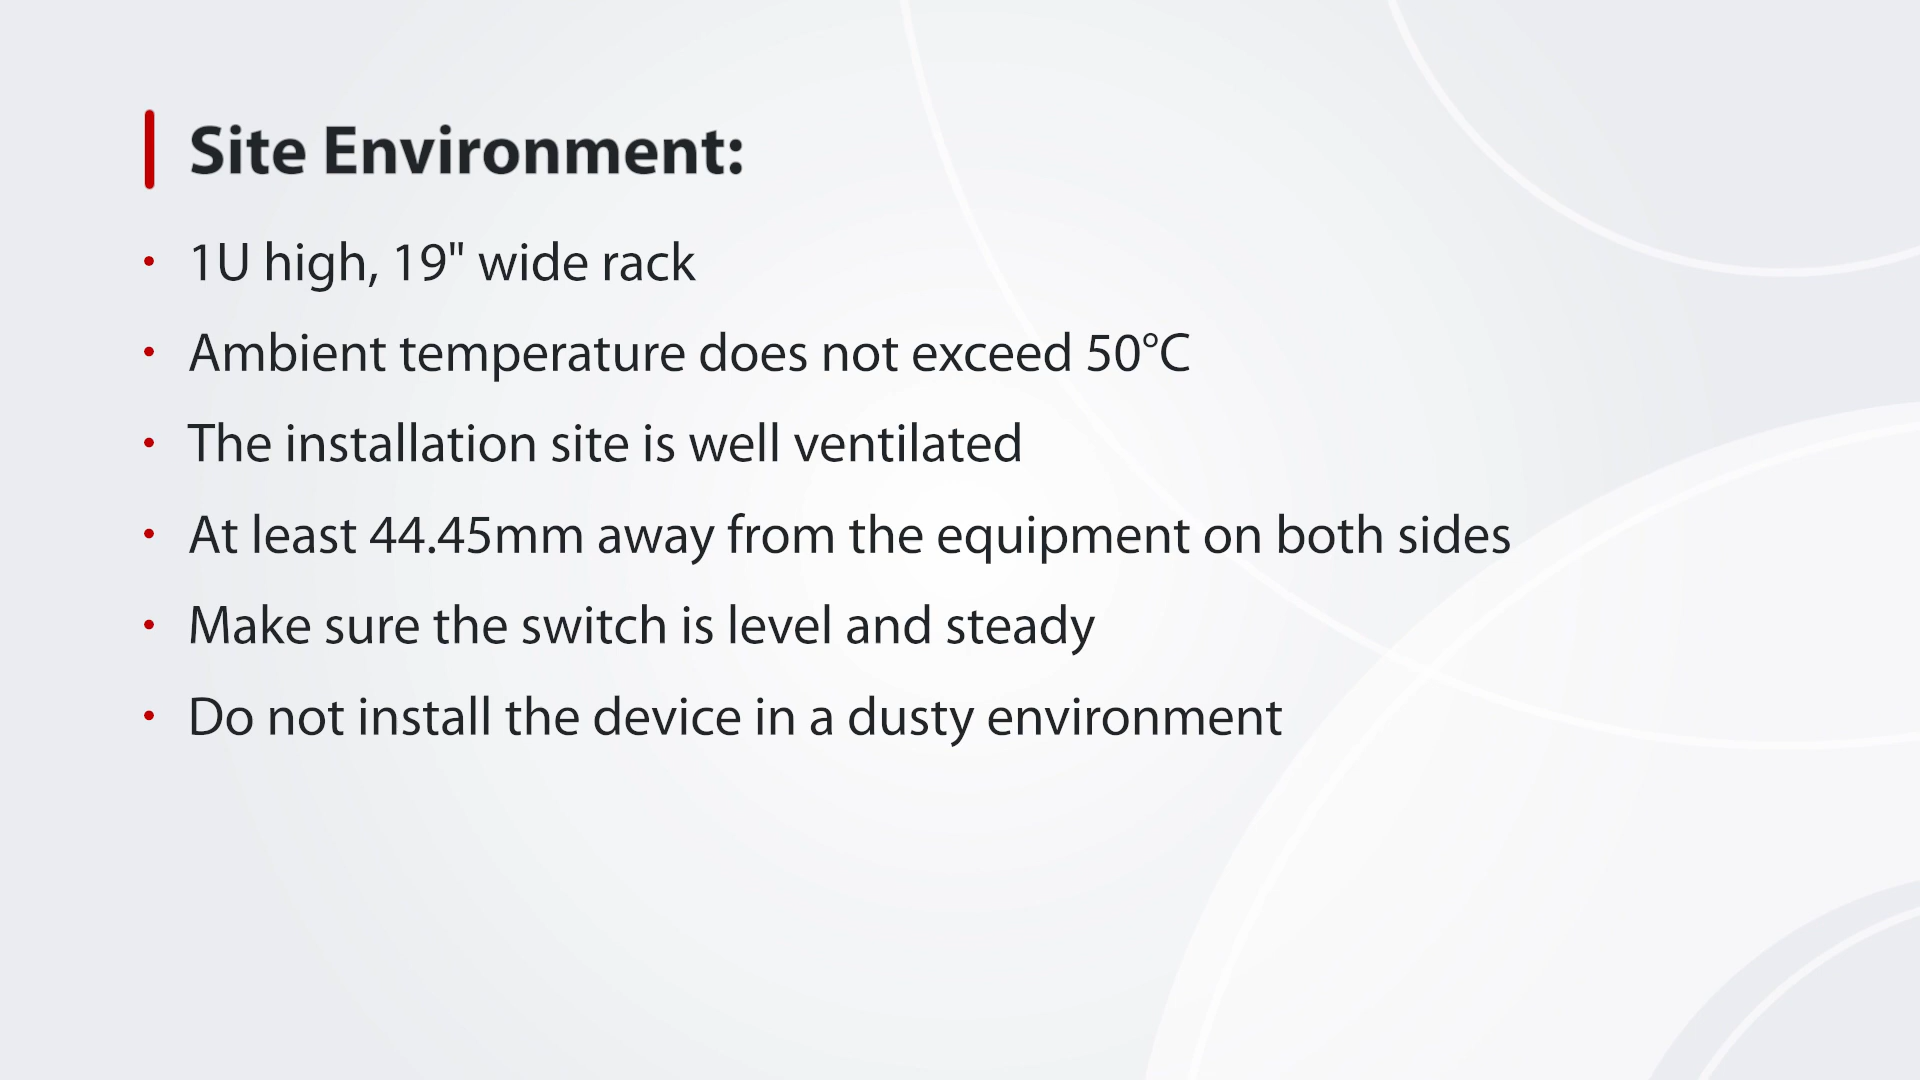 Site Environment:
• 1U high, 19" wide rack
• Ambient temperature does not exceed 50°C
• The installation site is well ventilated
• At least 44.45mm away from the equipment on both sides
• Make sure the switch is level and steady
• Do not install the device in a dusty environment